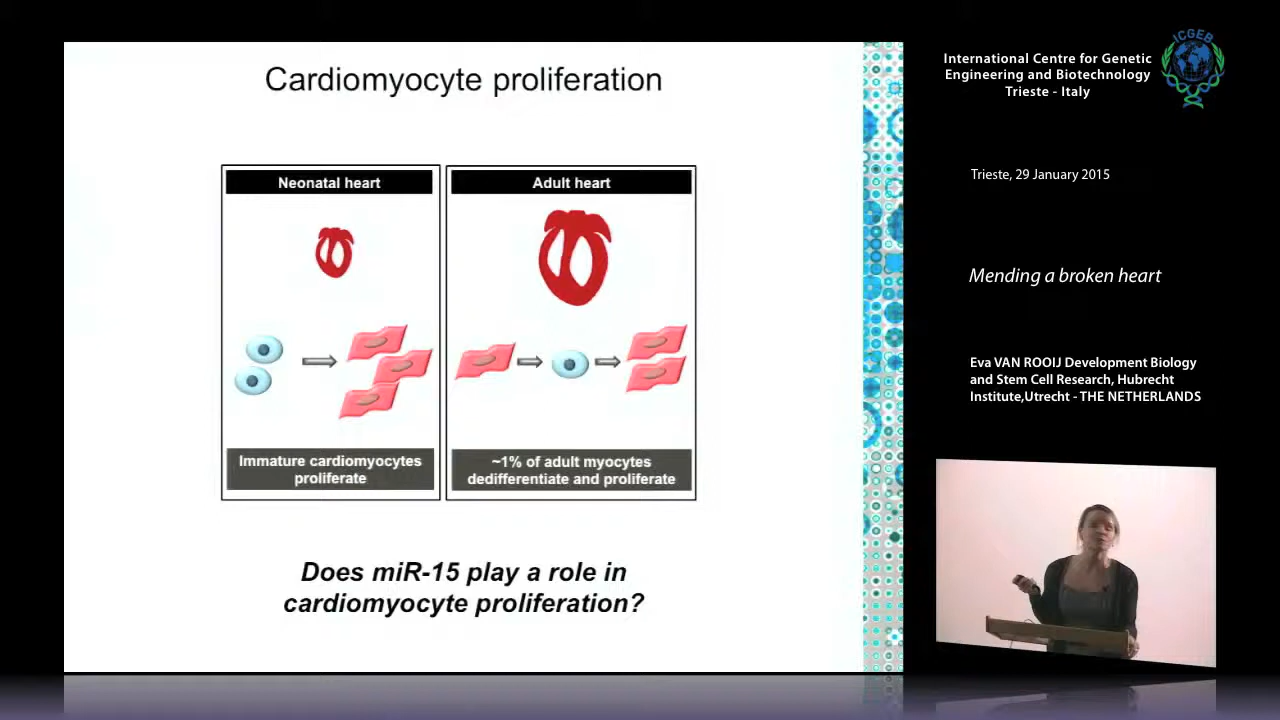 Cardiomyocyte proliferation
Neonatal heart
Immature cardiomyocytes
proliferate
Adult heart
~1% of adult myocytes
dedifferentiate and proliferate
Does miR-15 play a role in
cardiomyocyte proliferation?
International Centre for Genetic
Engineering and Biotechnology
Trieste - Italy
ICGEB
Trieste, 29 January 2015
Mending a broken heart
Eva VAN ROOIJ Development Biology
and Stem Cell Research, Hubrecht
Institute,Utrecht - THE NETHERLANDS